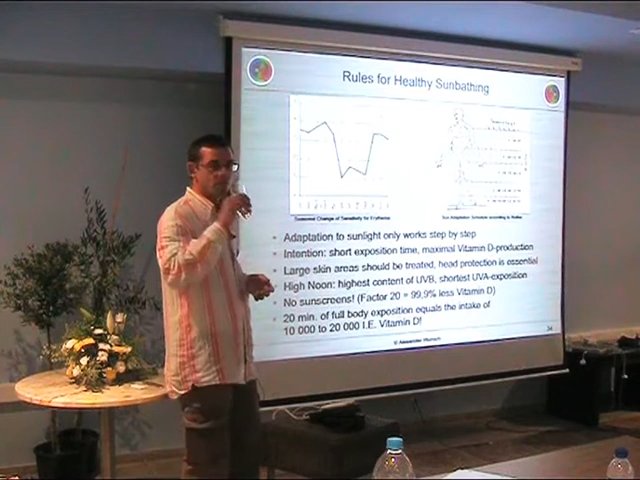 Rules for Healthy Sunbathing
Seasonal Change of Sensitivity for Erythema
Sun Adaptation Schedule according to Rollier
Adaptation to sunlight only works step by step
Intention: short exposition time, maximal Vitamin D-production
Large skin areas should be treated, head protection is essential
High Noon: highest content of UVB, shortest UVA-exposition
No sunscreens! (Factor 20 = 99,9% less Vitamin D)
20 min. of full body exposition equals the intake of
10 000 to 20 000 I.E. Vitamin D!
© Alexander Wunsch
34